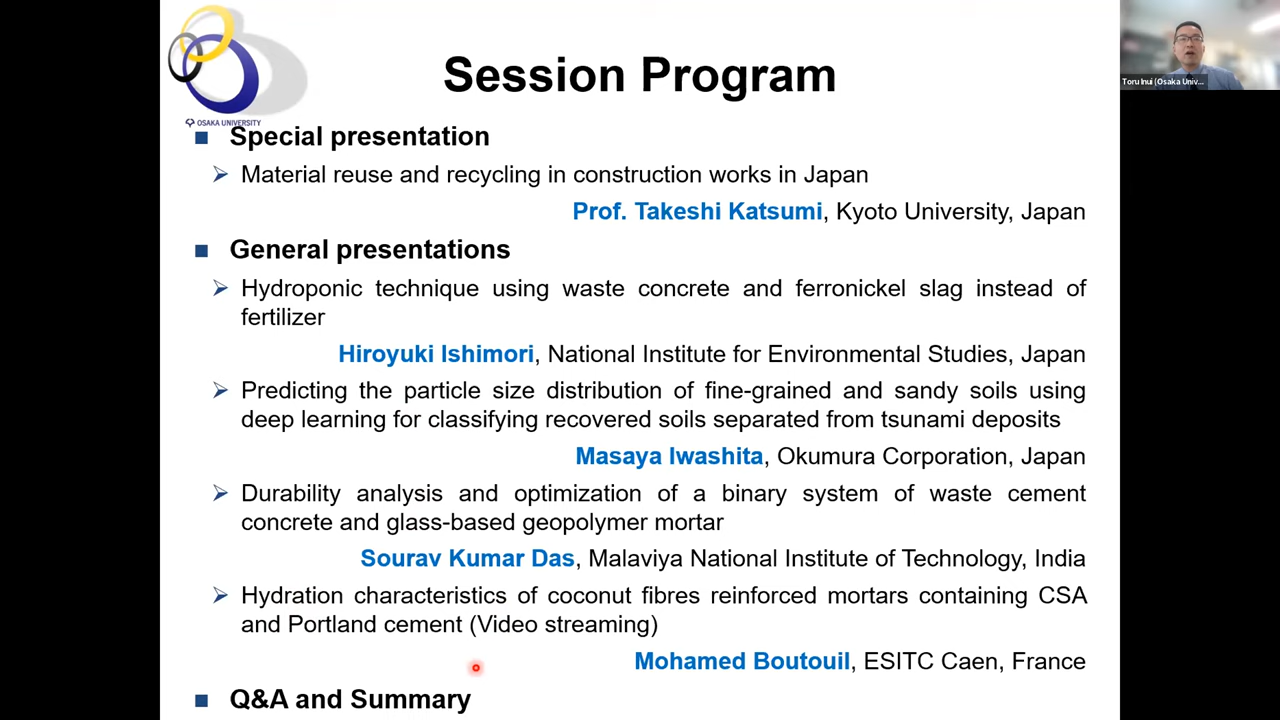 Session Program
OSAKA UNIVERSITY
Special presentation
Material reuse and recycling in construction works in Japan
Prof. Takeshi Katsumi, Kyoto University, Japan
General presentations
Hydroponic technique using waste concrete and ferronickel slag instead of
fertilizer
Hiroyuki Ishimori, National Institute for Environmental Studies, Japan
Predicting the particle size distribution of fine-grained and sandy soils using
deep learning for classifying recovered soils separated from tsunami deposits
Masaya Iwashita, Okumura Corporation, Japan
Durability analysis and optimization of a binary system of waste cement
concrete and glass-based geopolymer mortar
Sourav Kumar Das, Malaviya National Institute of Technology, India
Hydration characteristics of coconut fibres reinforced mortars containing CSA
and Portland cement (Video streaming)
Mohamed Boutouil, ESITC Caen, France
Q&A and Summary
Toru Inui (Osaka Univ...